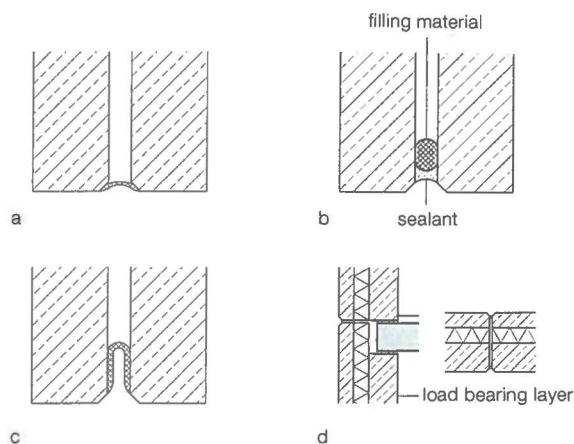 filling material
a
b
sealant
c
d
load bearing layer